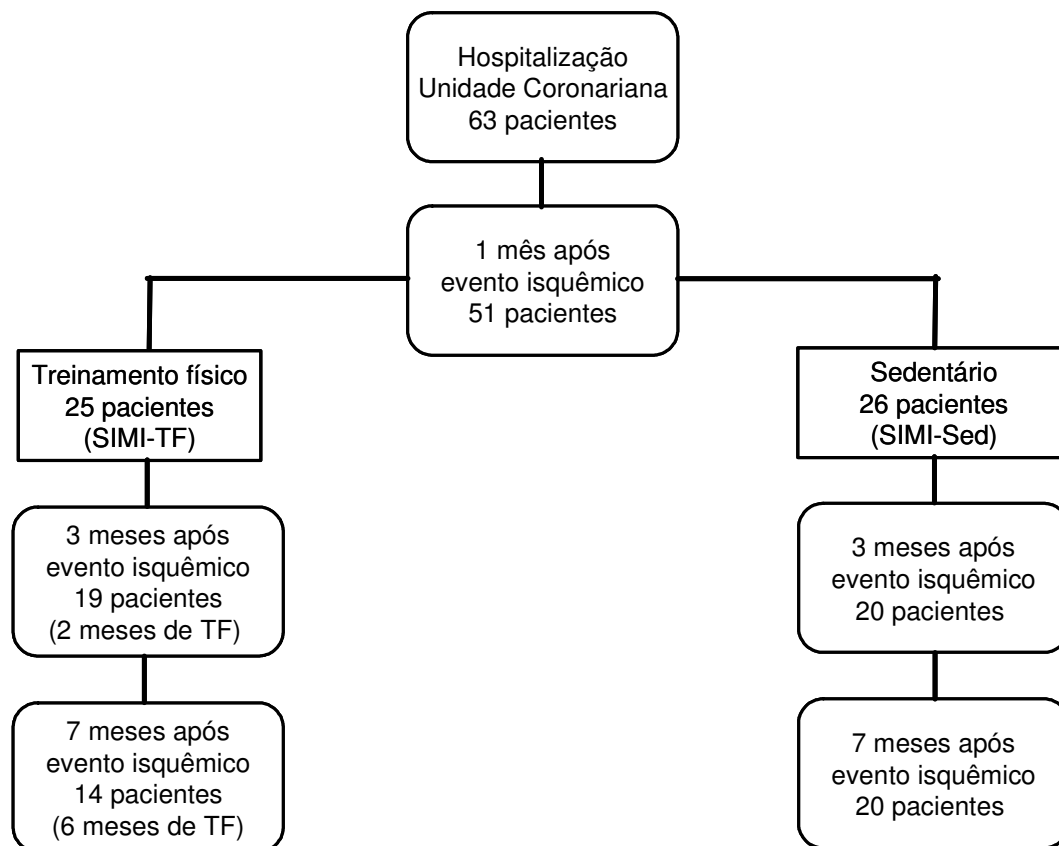 Hospitalização
Unidade Coronariana
63 pacientes
1 mês após
evento isquêmico
51 pacientes
Treinamento físico
25 pacientes
(SIMI-TF)
Sedentário
26 pacientes
(SIMI-Sed)
3 meses após
evento isquêmico
19 pacientes
(2 meses de TF)
3 meses após
evento isquêmico
20 pacientes
7 meses após
evento isquêmico
14 pacientes
(6 meses de TF)
7 meses após
evento isquêmico
20 pacientes